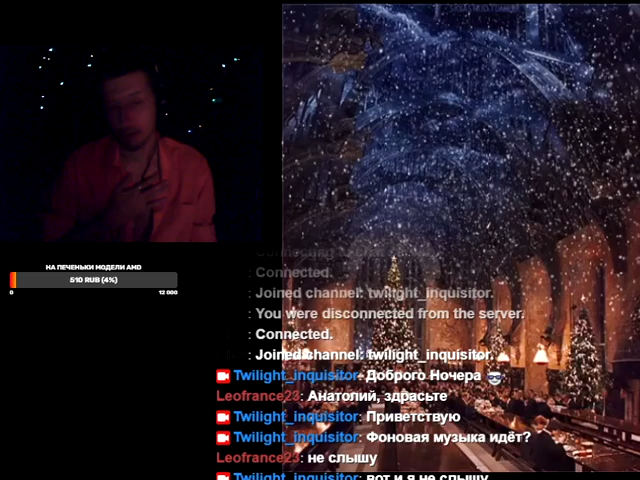 НА ПЕЧЕНЬКИ МОДЕЛИ AMD
510 RUB (4%)
0 12 000
: Connected.
: Joined channel: twilight_inquisitor.
: You were disconnected from the server.
: Connected.
: Joined channel: twilight_inquisitor.
Twilight_inquisitor: Доброго Ночера
Leofrance23: Анатолий, здрасьте
Twilight_inquisitor: Приветствую
Twilight_inquisitor: Фоновая музыка идёт?
Leofrance23: не слышу
Twilight_inquisitor: вот и я не слышу